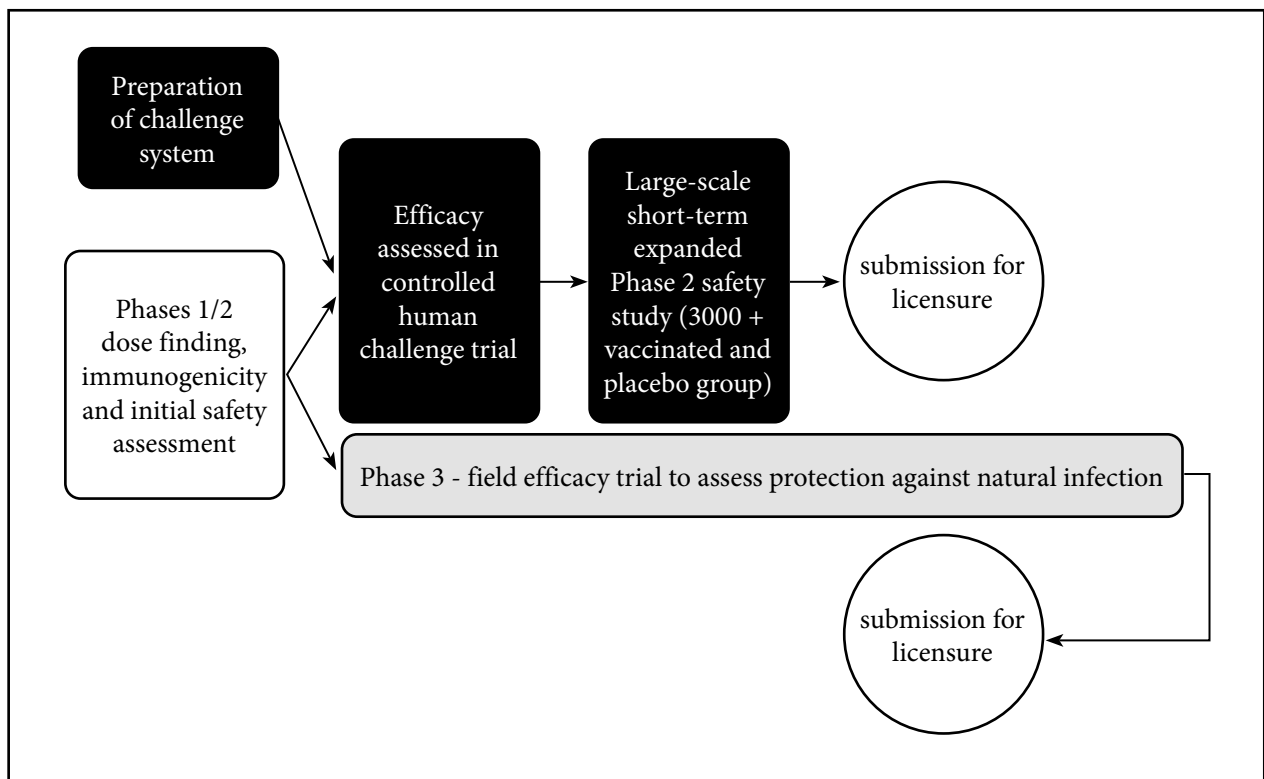 Preparation
of challenge
system
Phases 1/2
dose finding,
immunogenicity
and initial safety
assessment
Efficacy
assessed in
controlled
human
challenge trial
Large-scale
short-term
expanded
Phase 2 safety
study (3000 +
vaccinated and
placebo group)
submission for
licensure
Phase 3 - field efficacy trial to assess protection against natural infection
submission for
licensure